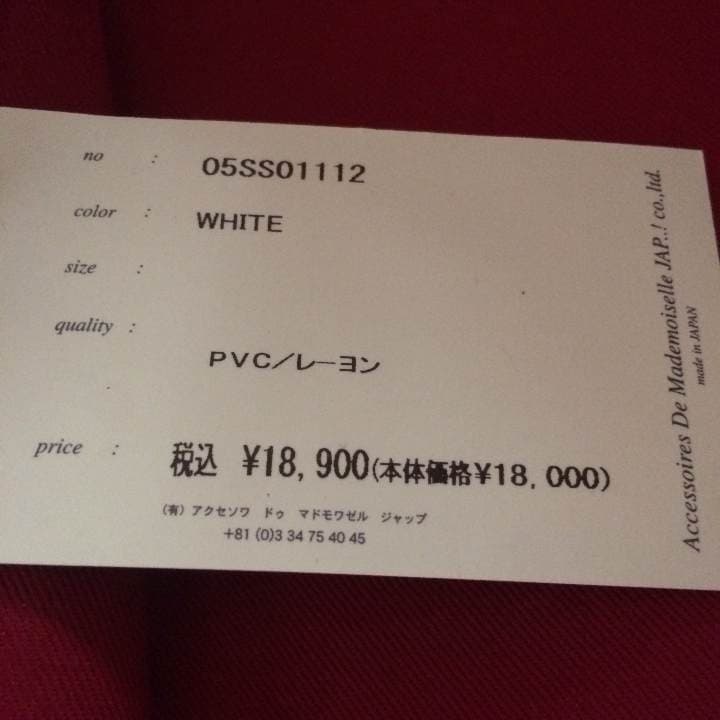 no : 05SS01112
color : WHITE
size :
quality :
PVC／レーヨン
price : 税込 ¥18,900(本体価格¥18,000)
(有) アクセソワ ドゥ マドモワゼル ジャップ
+81 (0)3 34 75 40 45
Accessoires De Mademoiselle JAP..! co.,ltd.
made in JAPAN